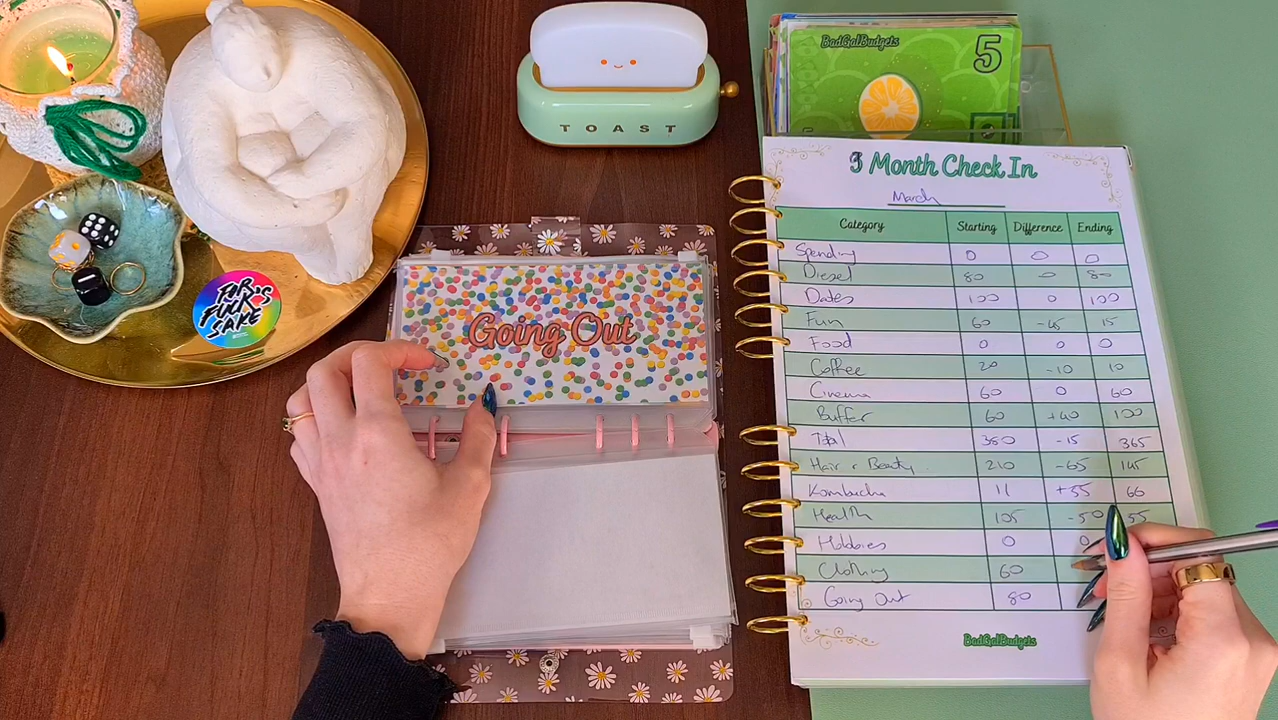 BadGalBudgets
5
TOAST
FOR
FUCK'S
SAKE
Going Out
3 Month Check In
March
Category Starting Difference Ending
Spending 0 0 0
Diesel 80 0 80
Dates 100 0 100
Fun 60 -45 15
Food 0 0 0
Coffee 20 -10 10
Cinema 60 0 60
Buffer 60 +40 100
Total 380 -15 365
Hair + Beauty 210 -65 145
Kombucha 11 +55 66
Health 105 -50 55
Hobbies 0 0
Clothing 60
Going Out 80
BadGalBudgets